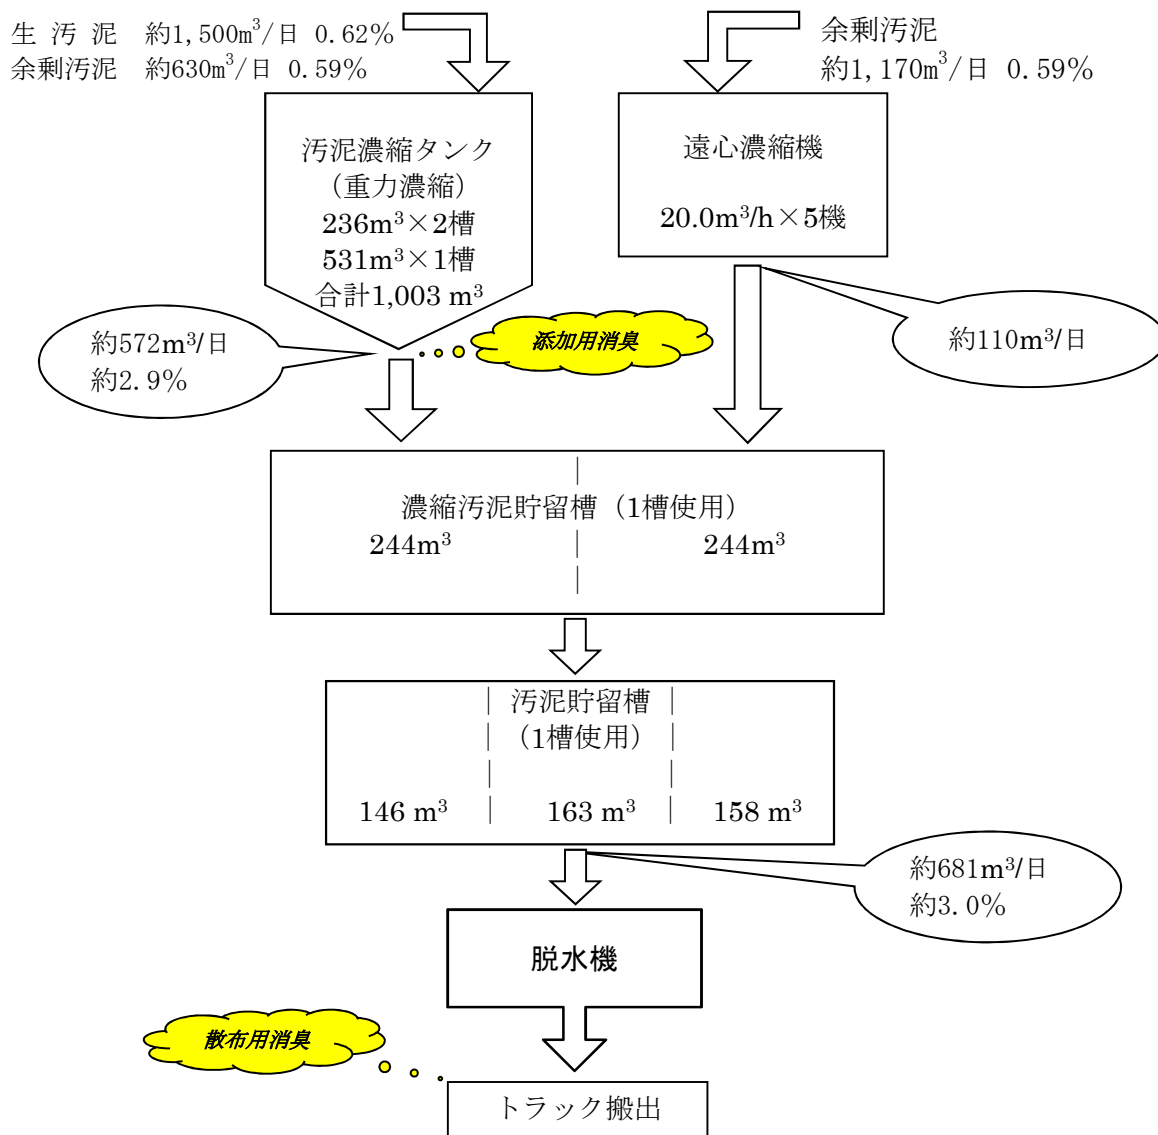 生 汚 泥　約1,500m³/日 0.62%
余剰汚泥　約630m³/日 0.59%
余剰汚泥
約1,170m³/日 0.59%
汚泥濃縮タンク
（重力濃縮）
236m³×2槽
531m³×1槽
合計1,003 m³
遠心濃縮機
20.0m³/h×5機
約572m³/日
約2.9%
添加用消臭
約110m³/日
濃縮汚泥貯留槽（1槽使用）
244m³ 244m³
汚泥貯留槽
（1槽使用）
146 m³ 163 m³ 158 m³
約681m³/日
約3.0%
脱水機
散布用消臭
トラック搬出